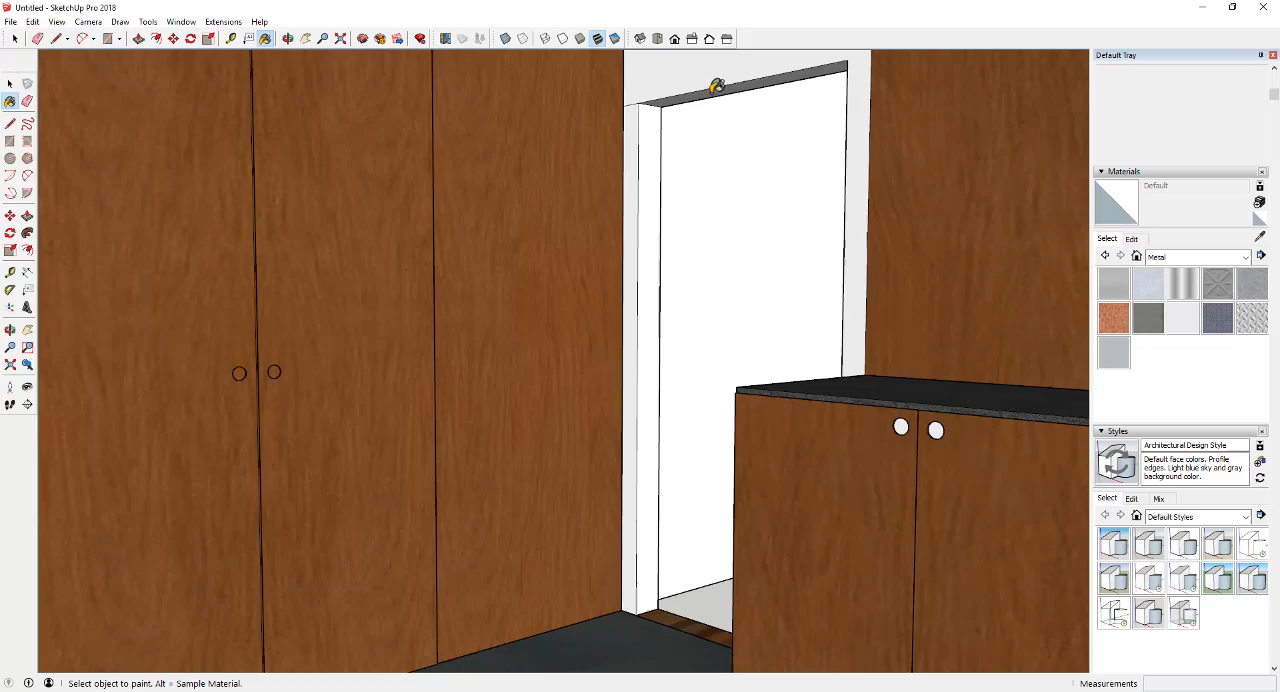 Untitled - SketchUp Pro 2018
File Edit View Camera Draw Tools Window Extensions Help
Default Tray
Materials
Default
Select Edit
Metal
Styles
Architectural Design Style
Default face colors. Profile
edges. Light blue sky and gray
background color.
Select Edit Mix
Default Styles
Select object to paint. Alt = Sample Material.
Measurements